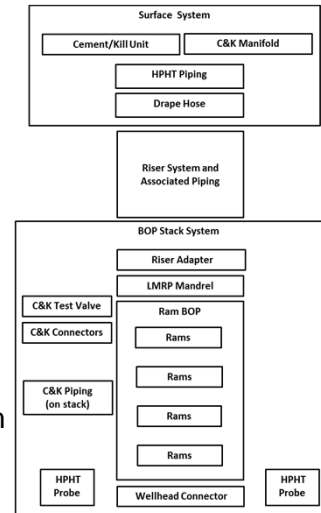 Surface System
Cement/Kill Unit
C&K Manifold
HPHT Piping
Drape Hose
Riser System and
Associated Piping
BOP Stack System
Riser Adapter
LMRP Mandrel
C&K Test Valve
Ram BOP
C&K Connectors
Rams
Rams
C&K Piping
(on stack)
Rams
n
Rams
HPHT
Probe
HPHT
Probe
Wellhead Connector